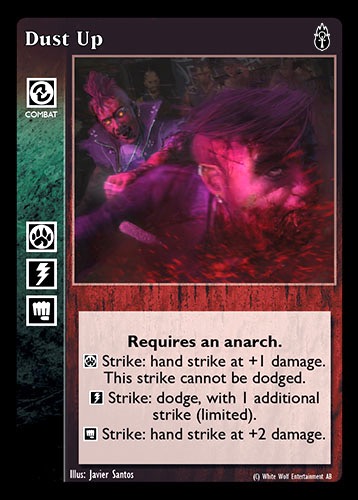 Dust Up
COMBAT
Requires an anarch.
Strike: hand strike at +1 damage.
This strike cannot be dodged.
Strike: dodge, with 1 additional
strike (limited).
Strike: hand strike at +2 damage.
Illus: Javier Santos
(C) White Wolf Entertainment AB